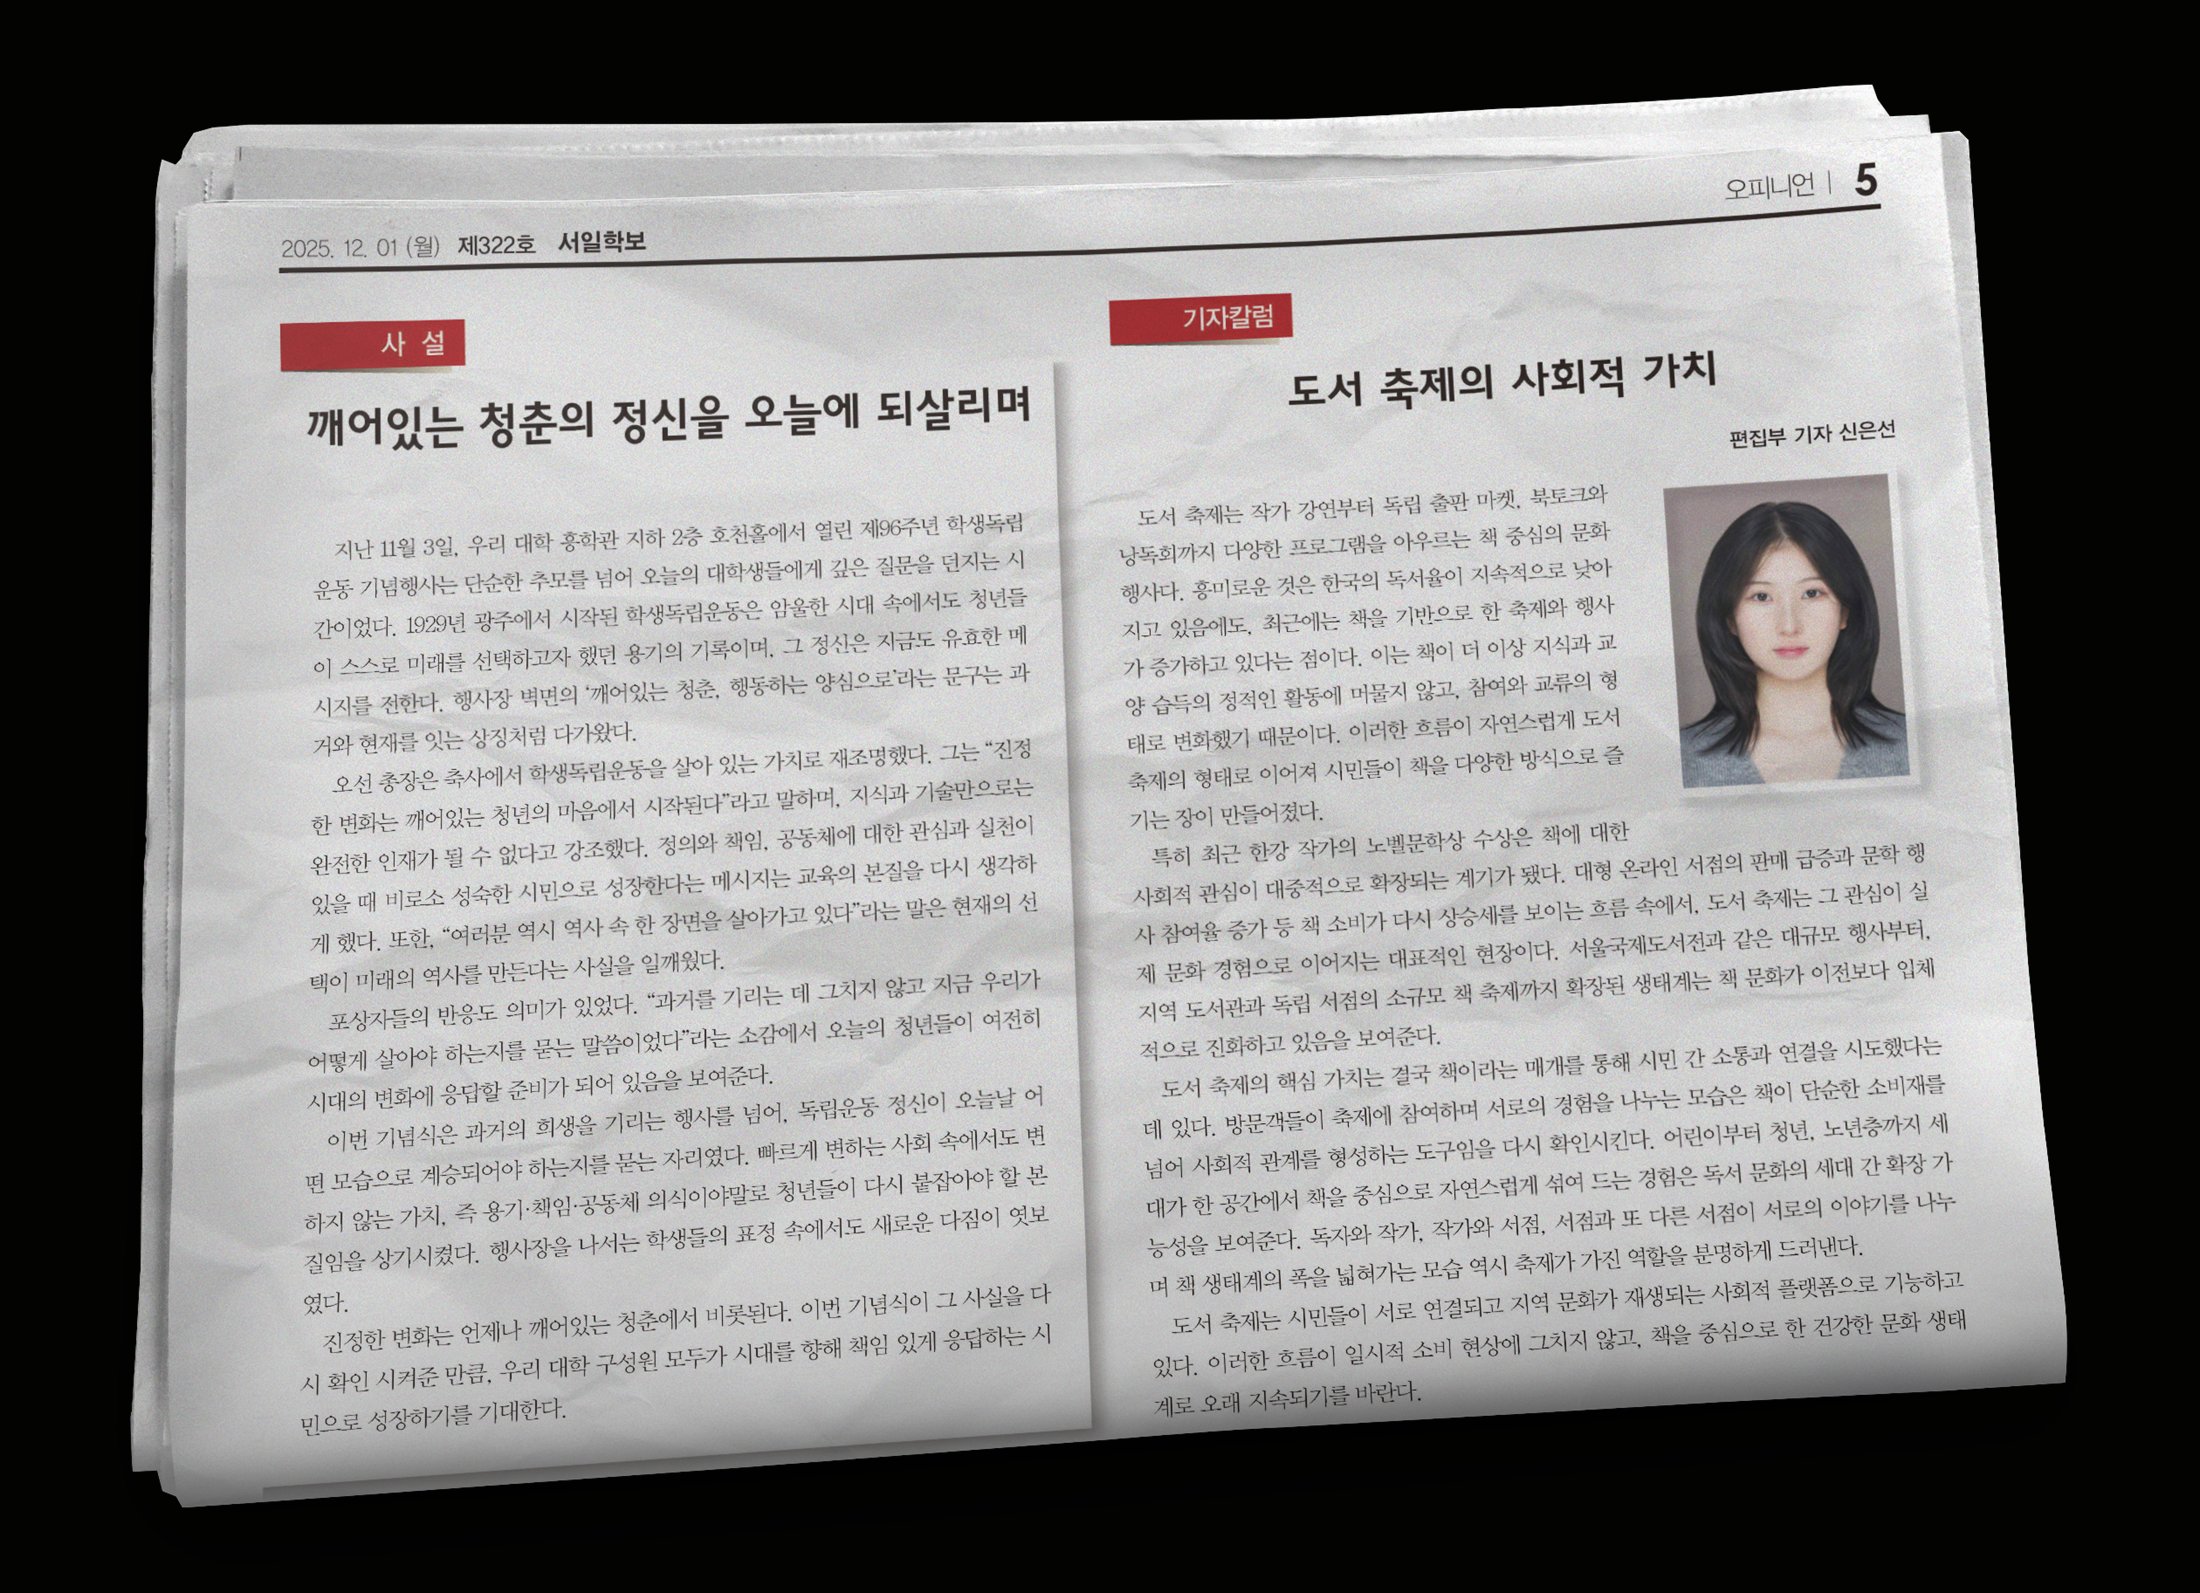 2025. 12. 01 (월) 제322호 서일학보
오피니언 | 5
사 설
깨어있는 청춘의 정신을 오늘에 되살리며
지난 11월 3일, 우리 대학 흥학관 지하 2층 호천홀에서 열린 제96주년 학생독립
운동 기념행사는 단순한 추모를 넘어 오늘의 대학생들에게 깊은 질문을 던지는 시
간이었다. 1929년 광주에서 시작된 학생독립운동은 암울한 시대 속에서도 청년들
이 스스로 미래를 선택하고자 했던 용기의 기록이며, 그 정신은 지금도 유효한 메
시지를 전한다. 행사장 벽면의 ‘깨어있는 청춘, 행동하는 양심으로’라는 문구는 과
거와 현재를 잇는 상징처럼 다가왔다.
오선 총장은 축사에서 학생독립운동을 살아 있는 가치로 재조명했다. 그는 “진정
한 변화는 깨어있는 청년의 마음에서 시작된다”라고 말하며, 지식과 기술만으로는
완전한 인재가 될 수 없다고 강조했다. 정의와 책임, 공동체에 대한 관심과 실천이
있을 때 비로소 성숙한 시민으로 성장한다는 메시지는 교육의 본질을 다시 생각하
게 했다. 또한, “여러분 역시 역사 속 한 장면을 살아가고 있다”라는 말은 현재의 선
택이 미래의 역사를 만든다는 사실을 일깨웠다.
포상자들의 반응도 의미가 있었다. “과거를 기리는 데 그치지 않고 지금 우리가
어떻게 살아야 하는지를 묻는 말씀이었다”라는 소감에서 오늘의 청년들이 여전히
시대의 변화에 응답할 준비가 되어 있음을 보여준다.
이번 기념식은 과거의 희생을 기리는 행사를 넘어, 독립운동 정신이 오늘날 어
떤 모습으로 계승되어야 하는지를 묻는 자리였다. 빠르게 변하는 사회 속에서도 변
하지 않는 가치, 즉 용기·책임·공동체 의식이야말로 청년들이 다시 붙잡아야 할 본
질임을 상기시켰다. 행사장을 나서는 학생들의 표정 속에서도 새로운 다짐이 엿보
였다.
진정한 변화는 언제나 깨어있는 청춘에서 비롯된다. 이번 기념식이 그 사실을 다
시 확인 시켜준 만큼, 우리 대학 구성원 모두가 시대를 향해 책임 있게 응답하는 시
민으로 성장하기를 기대한다.
기자칼럼
도서 축제의 사회적 가치
편집부 기자 신은선
도서 축제는 작가 강연부터 독립 출판 마켓, 북토크와
낭독회까지 다양한 프로그램을 아우르는 책 중심의 문화
행사다. 흥미로운 것은 한국의 독서율이 지속적으로 낮아
지고 있음에도, 최근에는 책을 기반으로 한 축제와 행사
가 증가하고 있다는 점이다. 이는 책이 더 이상 지식과 교
양 습득의 정적인 활동에 머물지 않고, 참여와 교류의 형
태로 변화했기 때문이다. 이러한 흐름이 자연스럽게 도서
축제의 형태로 이어져 시민들이 책을 다양한 방식으로 즐
기는 장이 만들어졌다.
특히 최근 한강 작가의 노벨문학상 수상은 책에 대한
사회적 관심이 대중적으로 확장되는 계기가 됐다. 대형 온라인 서점의 판매 급증과 문학 행
사 참여율 증가 등 책 소비가 다시 상승세를 보이는 흐름 속에서, 도서 축제는 그 관심이 실
제 문화 경험으로 이어지는 대표적인 현장이다. 서울국제도서전과 같은 대규모 행사부터,
지역 도서관과 독립 서점의 소규모 책 축제까지 확장된 생태계는 책 문화가 이전보다 입체
적으로 진화하고 있음을 보여준다.
도서 축제의 핵심 가치는 결국 책이라는 매개를 통해 시민 간 소통과 연결을 시도했다는
데 있다. 방문객들이 축제에 참여하며 서로의 경험을 나누는 모습은 책이 단순한 소비재를
넘어 사회적 관계를 형성하는 도구임을 다시 확인시킨다. 어린이부터 청년, 노년층까지 세
대가 한 공간에서 책을 중심으로 자연스럽게 섞여 드는 경험은 독서 문화의 세대 간 확장 가
능성을 보여준다. 독자와 작가, 작가와 서점, 서점과 또 다른 서점이 서로의 이야기를 나누
며 책 생태계의 폭을 넓혀가는 모습 역시 축제가 가진 역할을 분명하게 드러낸다.
도서 축제는 시민들이 서로 연결되고 지역 문화가 재생되는 사회적 플랫폼으로 기능하고
있다. 이러한 흐름이 일시적 소비 현상에 그치지 않고, 책을 중심으로 한 건강한 문화 생태
계로 오래 지속되기를 바란다.